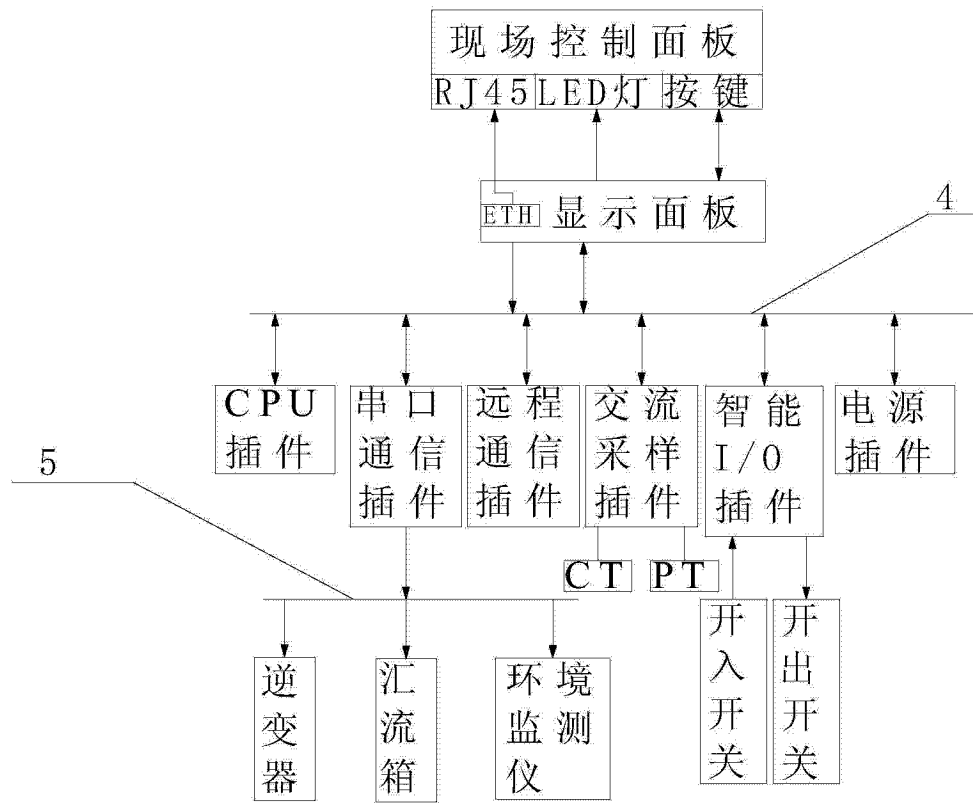 现场控制面板
RJ45 LED灯 按键
ETH 显示面板
4
CPU
插件
串口
通信
插件
远程
通信
插件
交流
采样
插件
智能
I/O
插件
电源
插件
5
CT
PT
开
入
开
关
开
出
开
关
逆
变
器
汇
流
箱
环境
监测
仪